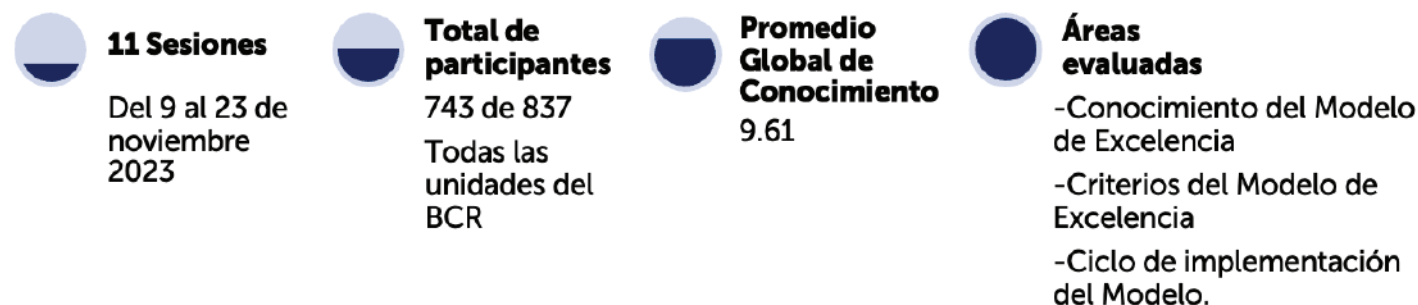 11 Sesiones
Del 9 al 23 de
noviembre
2023
Total de
participantes
743 de 837
Todas las
unidades del
BCR
Promedio
Global de
Conocimiento
9.61
Áreas
evaluadas
-Conocimiento del Modelo
de Excelencia
-Criterios del Modelo de
Excelencia
-Ciclo de implementación
del Modelo.